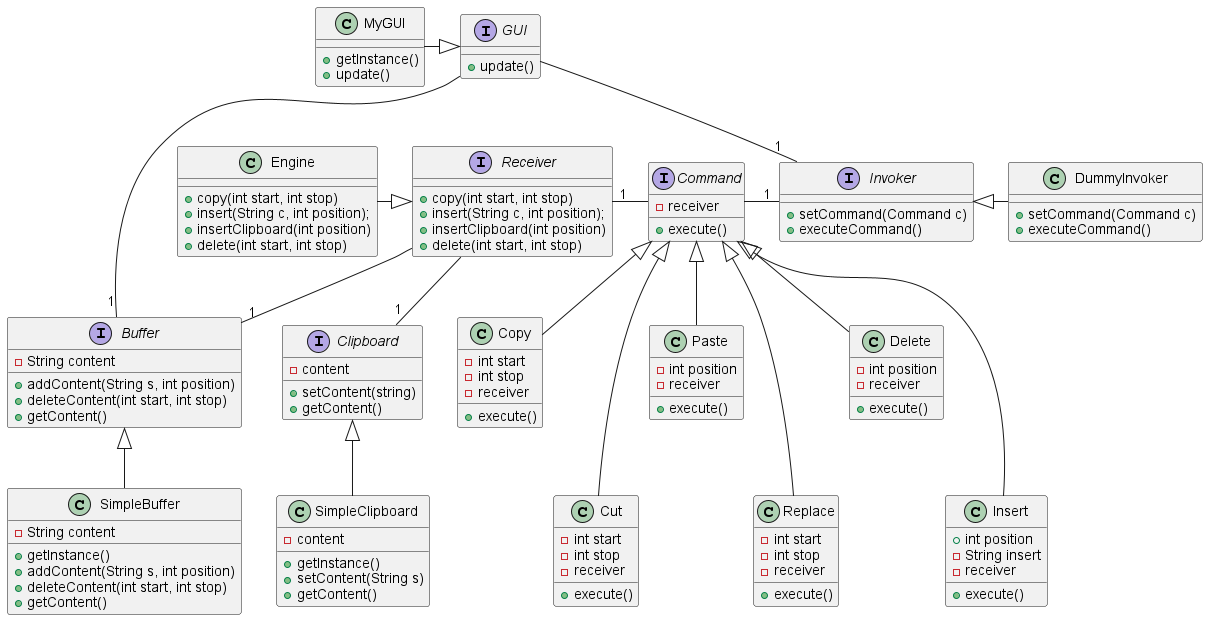 C MyGUI
getInstance()
update()
I GUI
update()
1
C Engine
copy(int start, int stop)
insert(String c, int position);
insertClipboard(int position)
delete(int start, int stop)
I Receiver
copy(int start, int stop)
insert(String c, int position);
insertClipboard(int position)
delete(int start, int stop)
1
I Command
receiver
execute()
1
I Invoker
setCommand(Command c)
executeCommand()
C DummyInvoker
setCommand(Command c)
executeCommand()
1
1
1
I Buffer
String content
addContent(String s, int position)
deleteContent(int start, int stop)
getContent()
I Clipboard
content
setContent(string)
getContent()
C Copy
int start
int stop
receiver
execute()
C Paste
int position
receiver
execute()
C Delete
int position
receiver
execute()
C SimpleBuffer
String content
getInstance()
addContent(String s, int position)
deleteContent(int start, int stop)
getContent()
C SimpleClipboard
content
getInstance()
setContent(String s)
getContent()
C Cut
int start
int stop
receiver
execute()
C Replace
int start
int stop
receiver
execute()
C Insert
int position
String insert
receiver
execute()